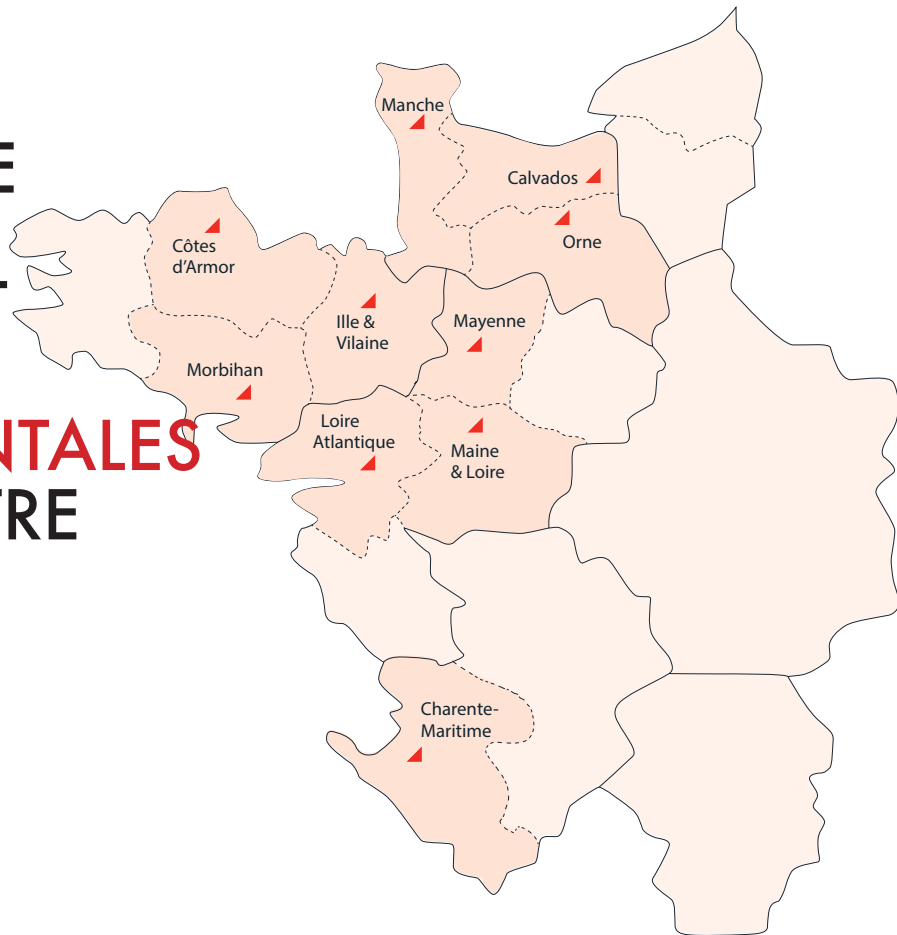 Manche
E
Calvados
Orne
Côtes
d’Armor
Ille &
Vilaine
Mayenne
Morbihan
Loire
Atlantique
NTALES
Maine
& Loire
TRE
Charente-
Maritime